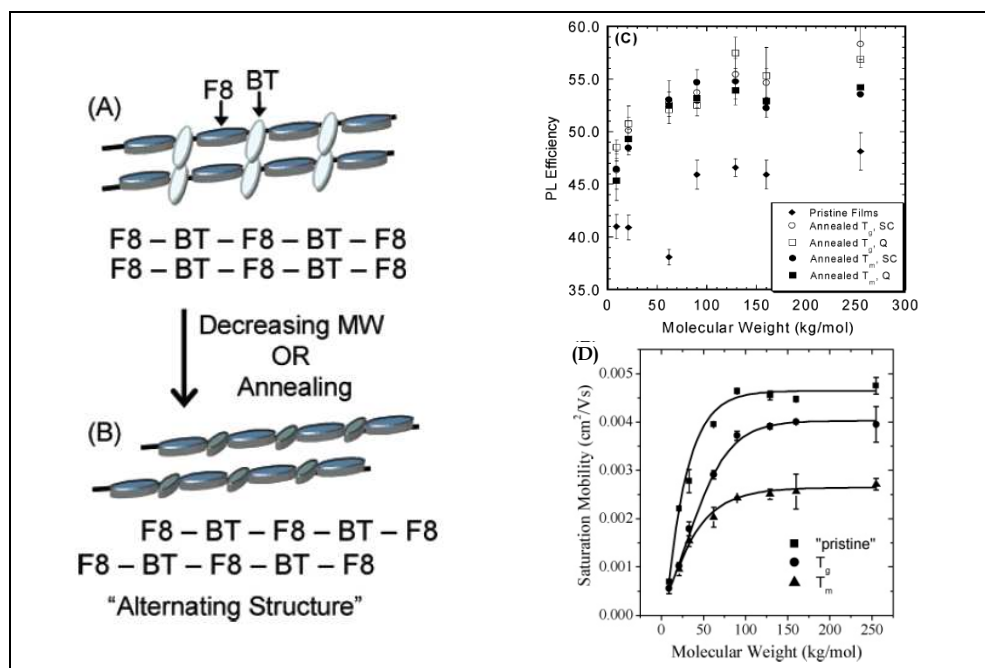 (A)
F8
BT
F8 – BT – F8 – BT – F8
F8 – BT – F8 – BT – F8
Decreasing MW
OR
Annealing
(B)
F8 – BT – F8 – BT – F8
F8 – BT – F8 – BT – F8
“Alternating Structure”
(C)
PL Efficiency
60.0
55.0
50.0
45.0
40.0
35.0
Pristine Films
Annealed Tg, SC
Annealed Tg, Q
Annealed Tm, SC
Annealed Tm, Q
0 50 100 150 200 250 300
Molecular Weight (kg/mol)
(D)
Saturation Mobility (cm²/Vs)
0.005
0.004
0.003
0.002
0.001
0.000
"pristine"
Tg
Tm
0 50 100 150 200 250
Molecular Weight (kg/mol)